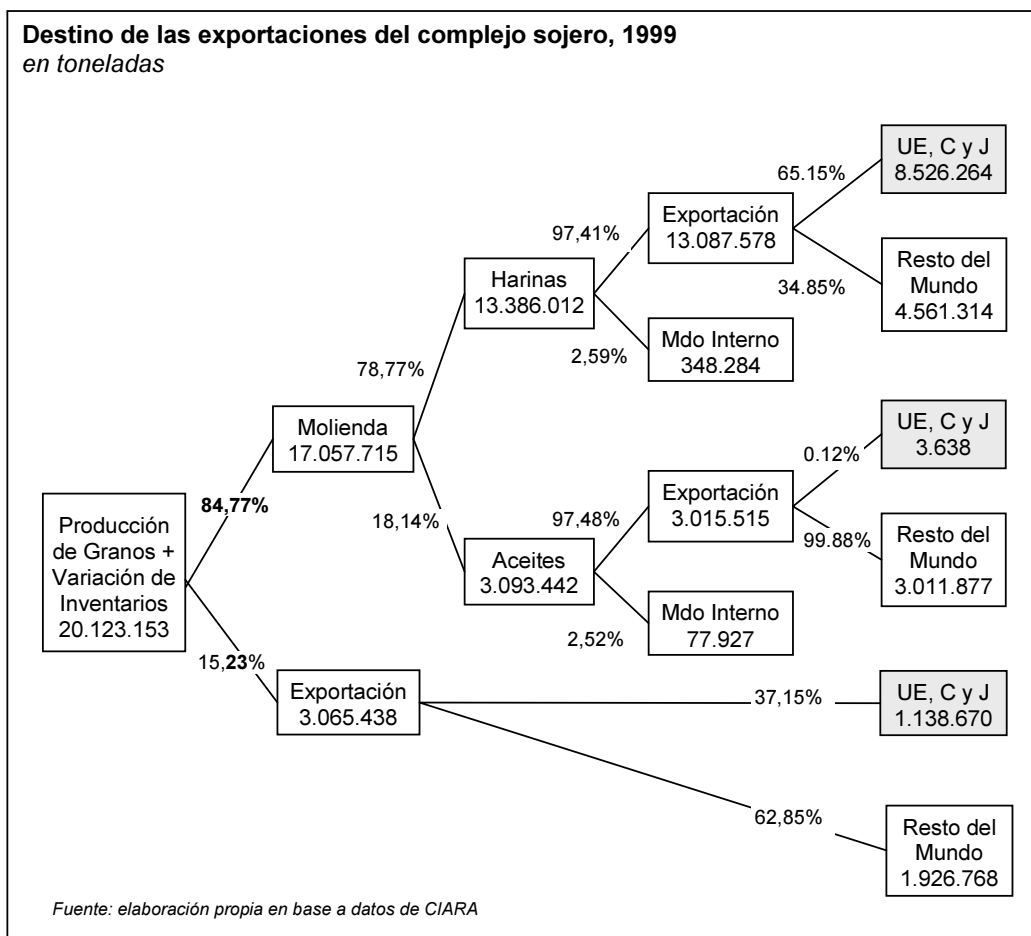 Destino de las exportaciones del complejo sojero, 1999
en toneladas
UE, C y J
8.526.264
65.15%
Exportación
13.087.578
97,41%
Resto del
Mundo
4.561.314
34.85%
Harinas
13.386.012
Mdo Interno
348.284
2,59%
78,77%
Molienda
17.057.715
UE, C y J
3.638
0.12%
Exportación
3.015.515
84,77%
18,14%
97,48%
99.88%
Producción
de Granos +
Variación de
Inventarios
20.123.153
Aceites
3.093.442
Resto del
Mundo
3.011.877
Mdo Interno
77.927
2,52%
15,23%
Exportación
3.065.438
37,15%
UE, C y J
1.138.670
62,85%
Resto del
Mundo
1.926.768
Fuente: elaboración propia en base a datos de CIARA